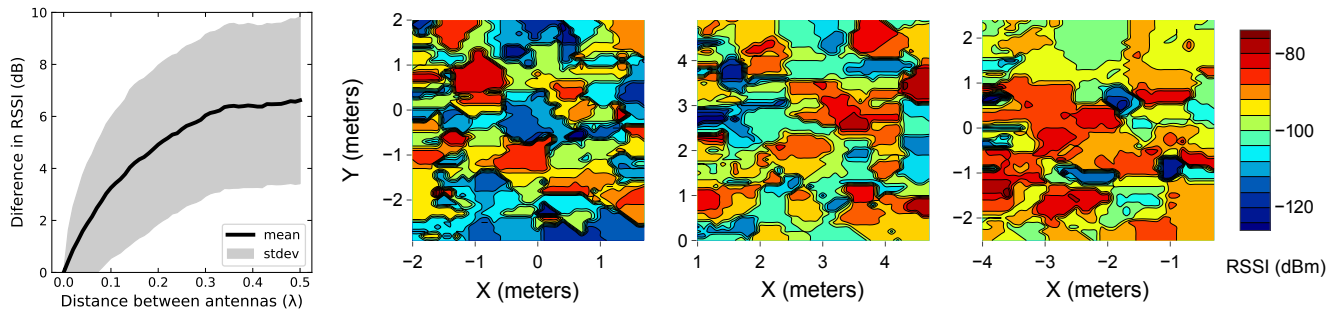 Diference in RSSI (dB)
10
8
6
4
2
0
mean
stdev
0.0 0.1 0.2 0.3 0.4 0.5
Distance between antennas (λ)
Y (meters)
2
1
0
−1
−2
−2 −1 0 1
X (meters)
4
3
2
1
0
1 2 3 4
X (meters)
2
1
0
−1
−2
−4 −3 −2 −1
X (meters)
−80
−100
−120
RSSI (dBm)